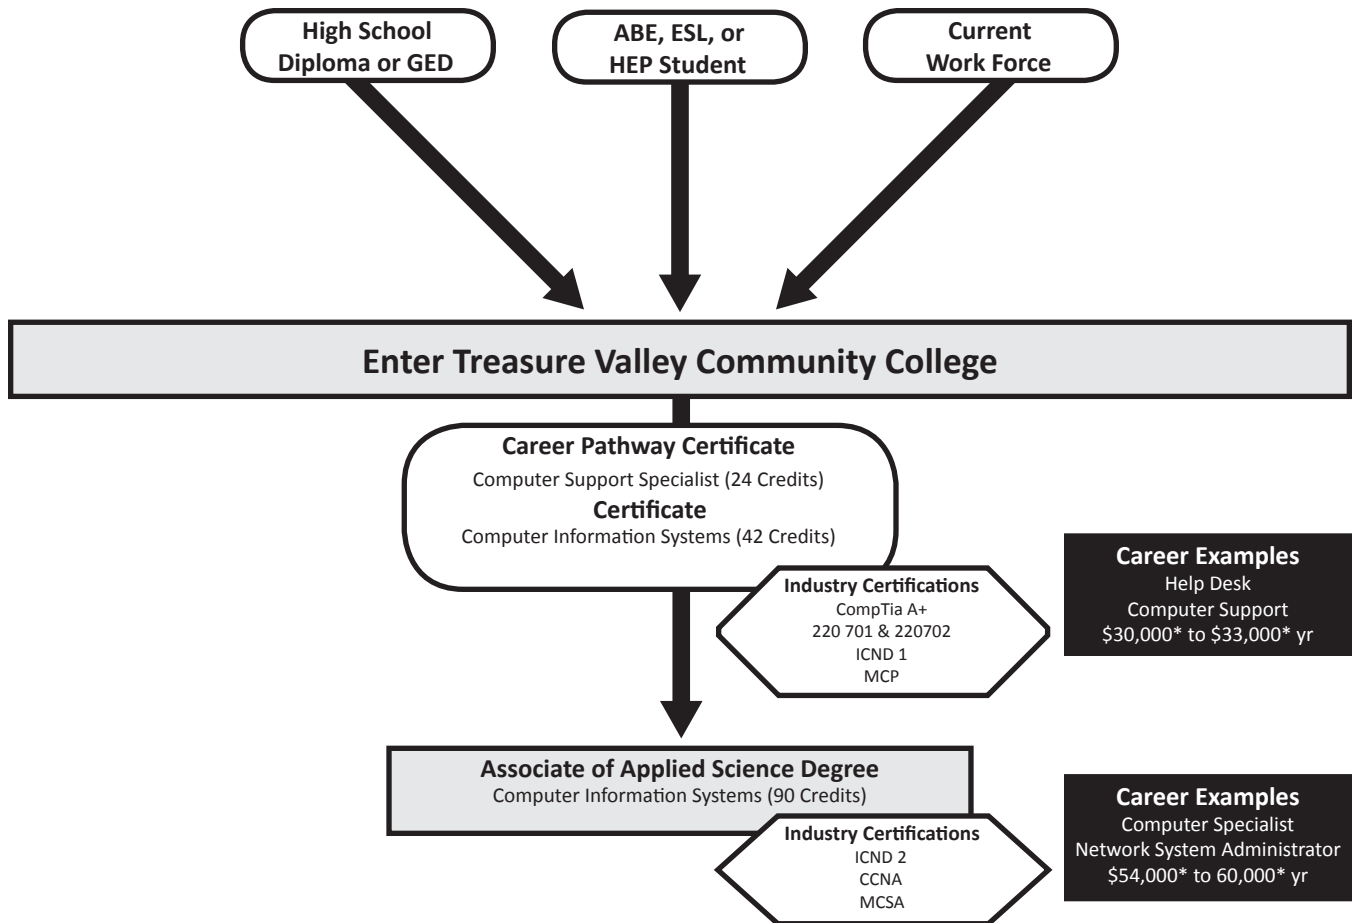 High School
Diploma or GED
ABE, ESL, or
HEP Student
Current
Work Force
Enter Treasure Valley Community College
Career Pathway Certificate
Computer Support Specialist (24 Credits)
Certificate
Computer Information Systems (42 Credits)
Industry Certifications
CompTia A+
220 701 & 220702
ICND 1
MCP
Career Examples
Help Desk
Computer Support
$30,000* to $33,000* yr
Associate of Applied Science Degree
Computer Information Systems (90 Credits)
Industry Certifications
ICND 2
CCNA
MCSA
Career Examples
Computer Specialist
Network System Administrator
$54,000* to 60,000* yr